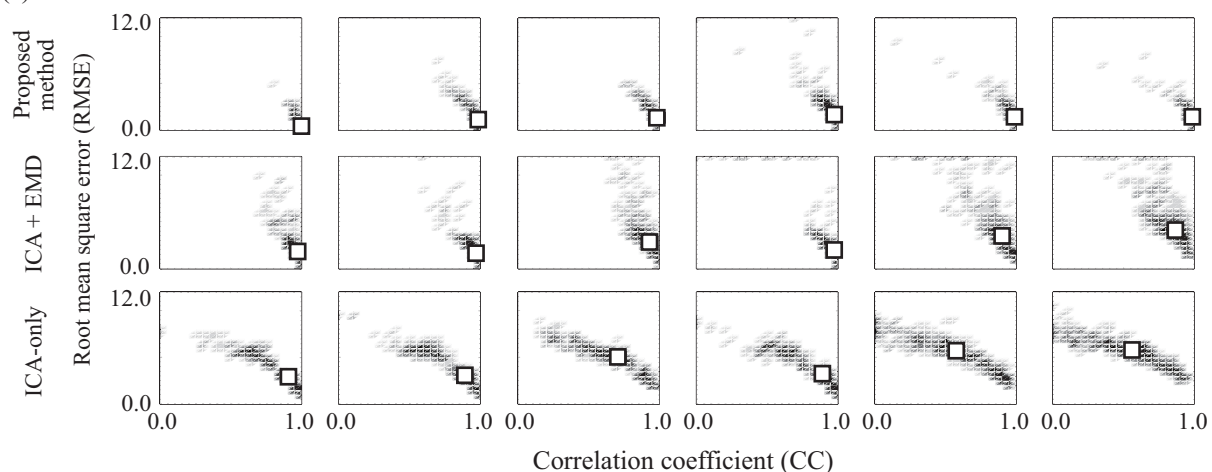 Proposed method
ICA + EMD
ICA-only
Root mean square error (RMSE)
12.0
0.0
12.0
0.0
12.0
0.0
0.0 1.0 0.0 1.0 0.0 1.0 0.0 1.0 0.0 1.0 0.0 1.0
Correlation coefficient (CC)